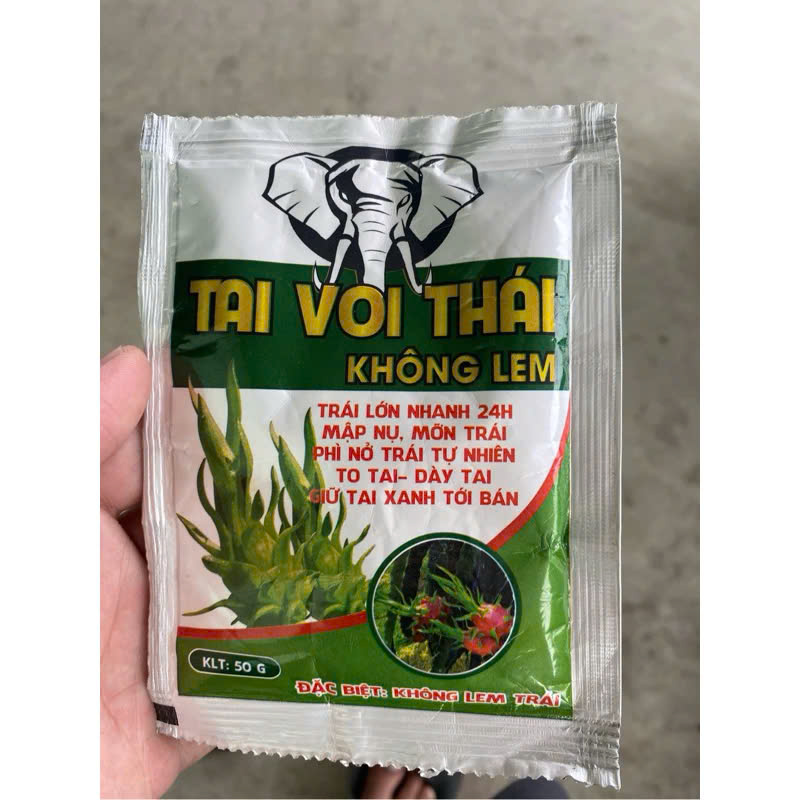 TAI VOI THÁI
KHÔNG LEM
TRÁI LỚN NHANH 24H
MẬP NỤ, MỠN TRÁI
PHÌ NỞ TRÁI TỰ NHIÊN
TO TAI- DÀY TAI
GIỮ TAI XANH TỚI BÁN
KLT: 50 G
ĐẶC BIỆT: KHÔNG LEM TRÁI